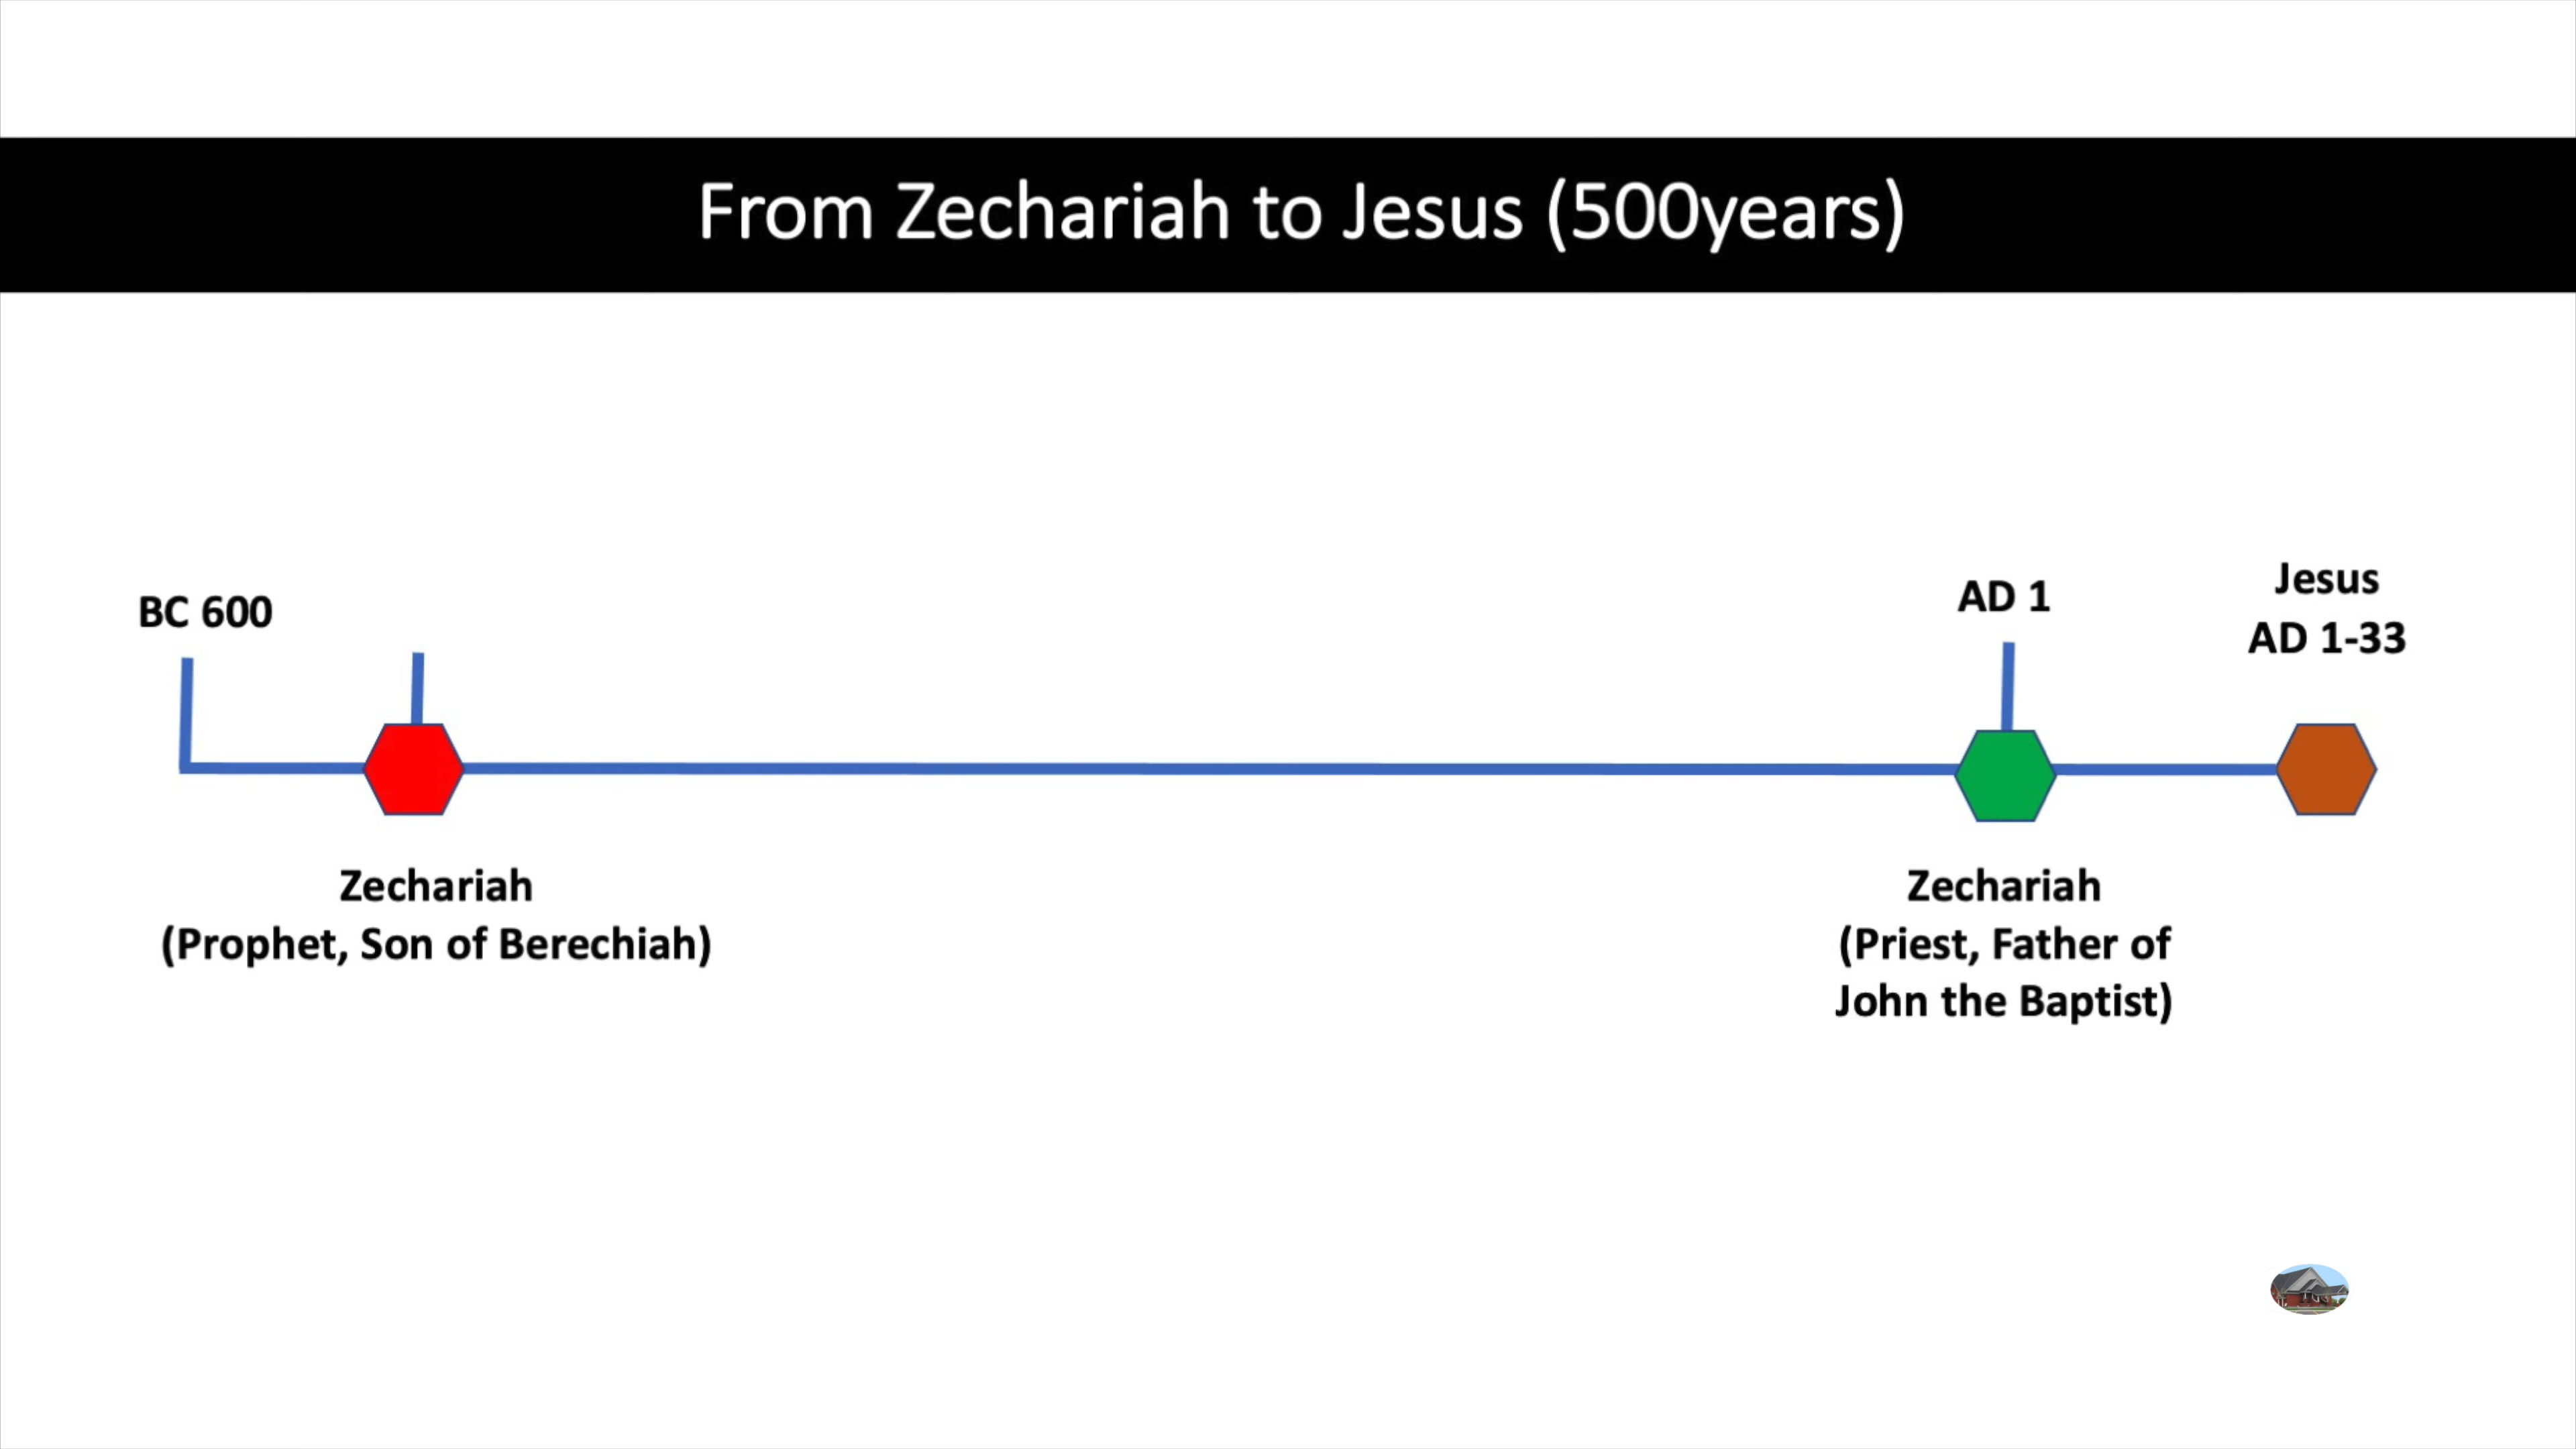 From Zechariah to Jesus (500years)
BC 600
AD 1
Jesus
AD 1-33
Zechariah
(Prophet, Son of Berechiah)
Zechariah
(Priest, Father of
John the Baptist)